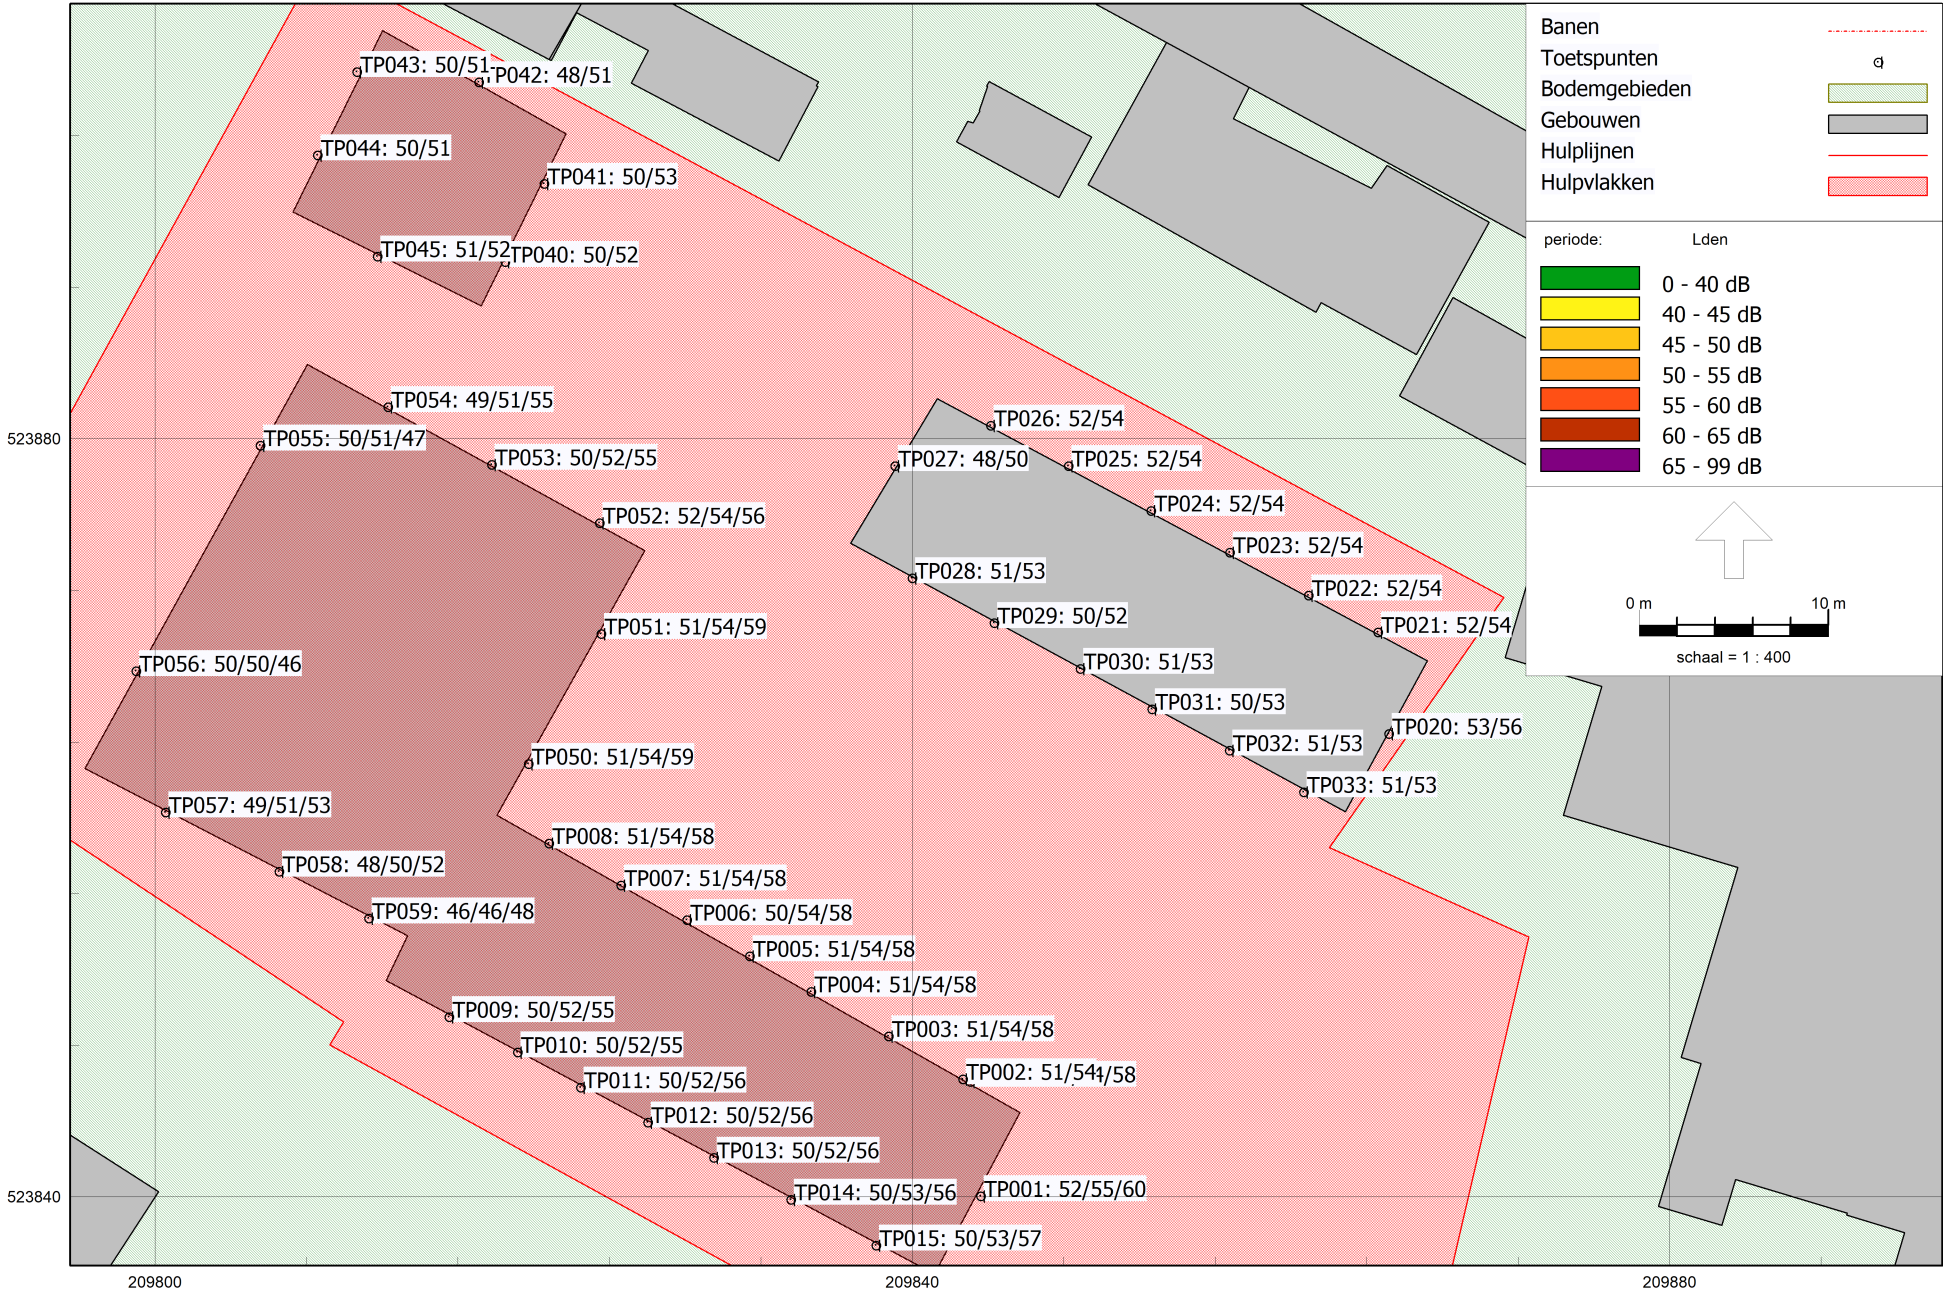 TP043: 50/51
TP042: 48/51
TP044: 50/51
TP041: 50/53
TP045: 51/52
TP040: 50/52
TP054: 49/51/55
TP055: 50/51/47
TP053: 50/52/55
TP052: 52/54/56
TP051: 51/54/59
TP056: 50/50/46
TP050: 51/54/59
TP057: 49/51/53
TP008: 51/54/58
TP058: 48/50/52
TP007: 51/54/58
TP059: 46/46/48
TP006: 50/54/58
TP005: 51/54/58
TP004: 51/54/58
TP009: 50/52/55
TP003: 51/54/58
TP010: 50/52/55
TP002: 51/54
/58
TP011: 50/52/56
TP012: 50/52/56
TP013: 50/52/56
TP014: 50/53/56
TP001: 52/55/60
TP015: 50/53/57
TP026: 52/54
TP027: 48/50
TP025: 52/54
TP024: 52/54
TP023: 52/54
TP028: 51/53
TP022: 52/54
TP029: 50/52
TP021: 52/54
TP030: 51/53
TP031: 50/53
TP020: 53/56
TP032: 51/53
TP033: 51/53
523880
523840
209800
209840
209880
Banen
Toetspunten
Bodemgebieden
Gebouwen
Hulplijnen
Hulpvlakken
periode: Lden
0 - 40 dB
40 - 45 dB
45 - 50 dB
50 - 55 dB
55 - 60 dB
60 - 65 dB
65 - 99 dB
0 m 10 m
schaal = 1 : 400